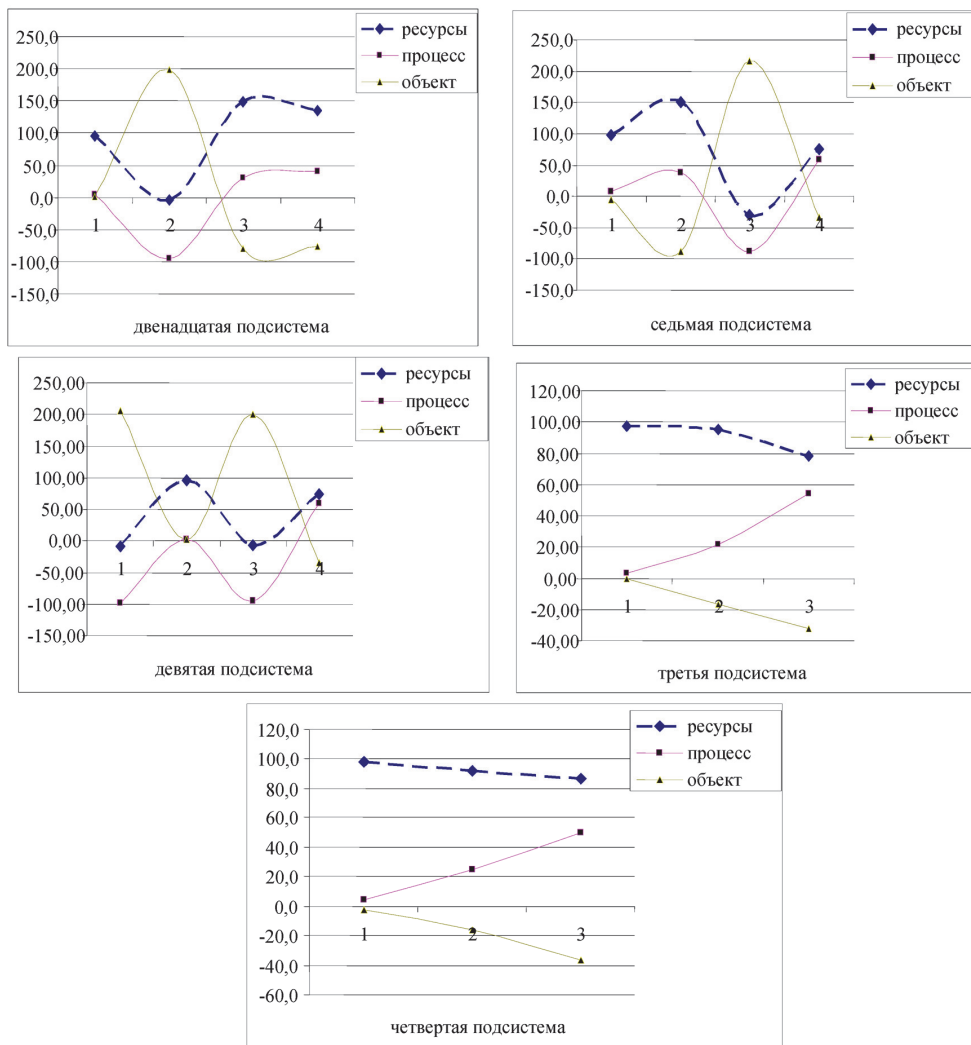 ресурсы
процесс
объект
250,0
200,0
150,0
100,0
50,0
0,0
-50,0
-100,0
-150,0
1 2 3 4
двенадцатая подсистема
ресурсы
процесс
объект
250,0
200,0
150,0
100,0
50,0
0,0
-50,0
-100,0
-150,0
1 2 3 4
седьмая подсистема
ресурсы
процесс
объект
250,00
200,00
150,00
100,00
50,00
0,00
-50,00
-100,00
-150,00
1 2 3 4
девятая подсистема
ресурсы
процесс
объект
120,00
100,00
80,00
60,00
40,00
20,00
0,00
-20,00
-40,00
1 2 3
третья подсистема
ресурсы
процесс
объект
120,0
100,0
80,0
60,0
40,0
20,0
0,0
-20,0
-40,0
-60,0
1 2 3
четвертая подсистема